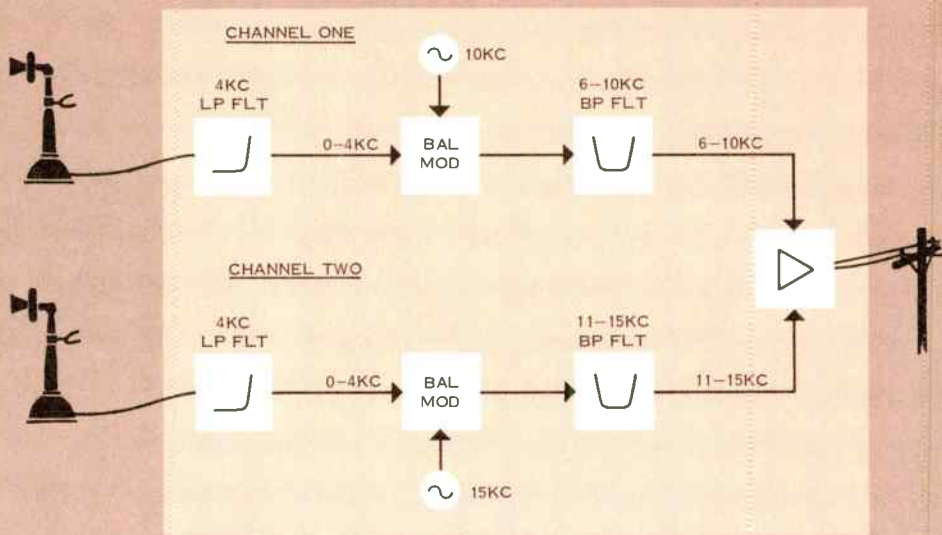 CHANNEL ONE
10KC
4KC
LP FLT
6-10KC
BP FLT
0-4KC
BAL
MOD
6-10KC
CHANNEL TWO
4KC
LP FLT
11-15KC
BP FLT
0-4KC
BAL
MOD
11-15KC
15KC